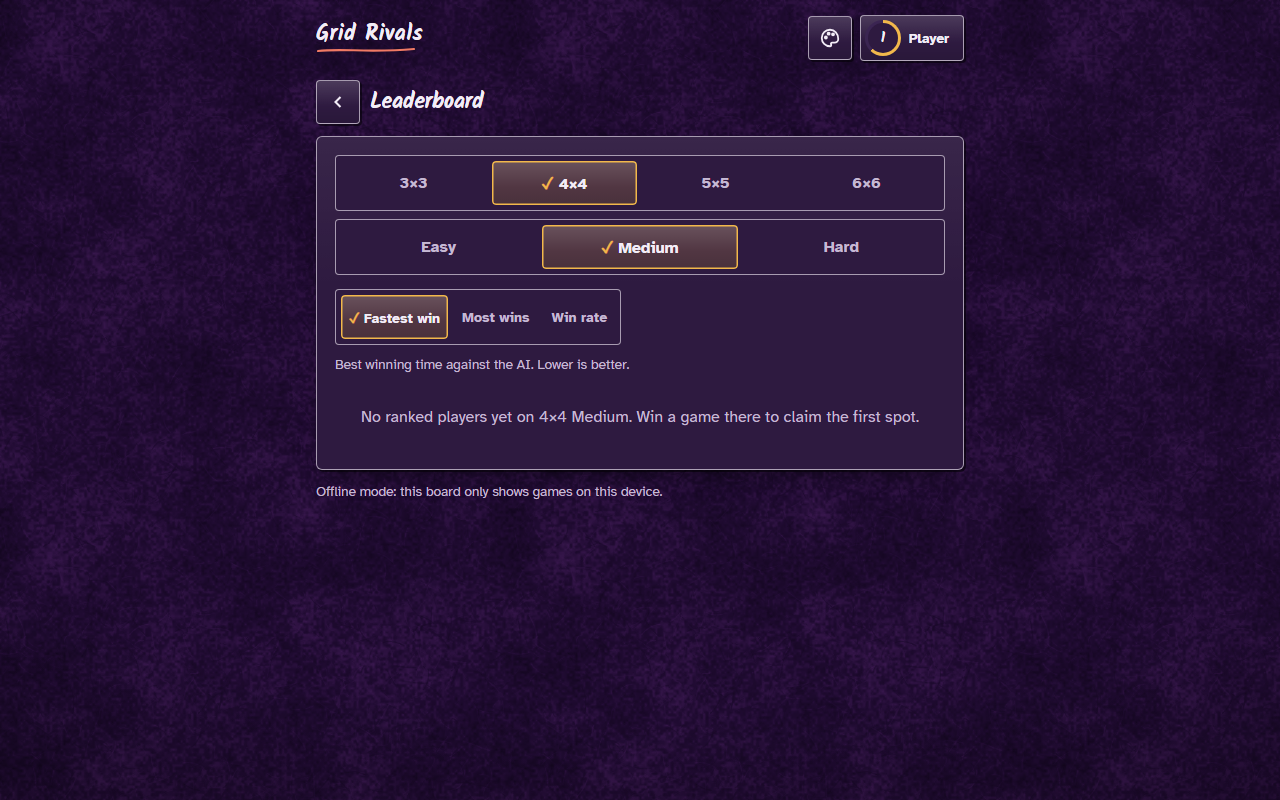 Grid Rivals
1 Player
Leaderboard
3×3 ✓ 4×4 5×5 6×6
Easy ✓ Medium Hard
✓ Fastest win Most wins Win rate
Best winning time against the AI. Lower is better.
No ranked players yet on 4×4 Medium. Win a game there to claim the first spot.
Offline mode: this board only shows games on this device.